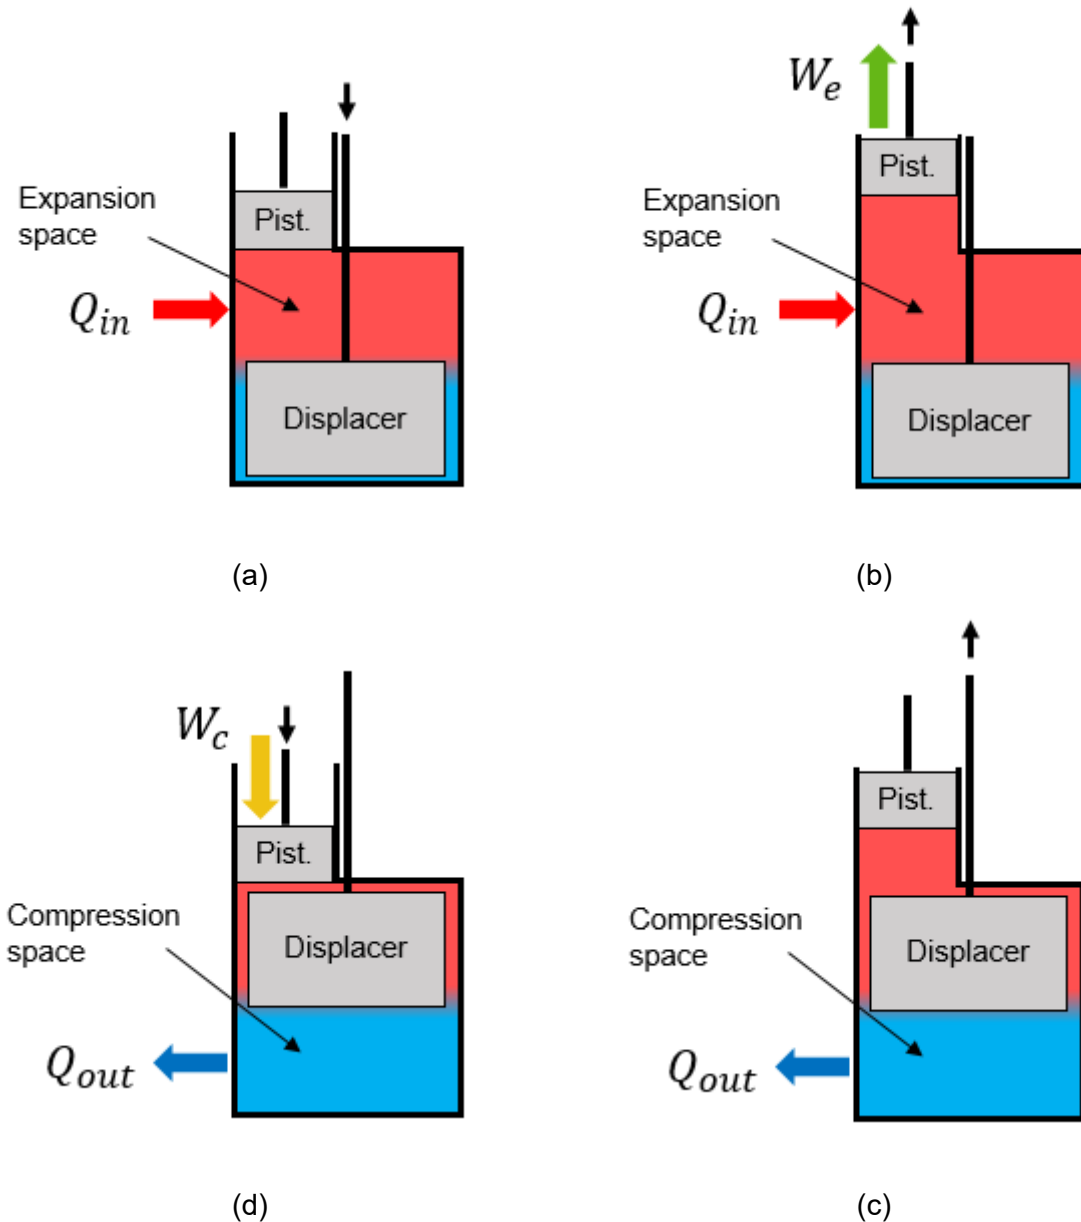 W_e
Pist.
Pist.
Expansion
space
Expansion
space
Q_in
Q_in
Displacer
Displacer
(a)
(b)
W_c
Pist.
Pist.
Compression
space
Displacer
Compression
space
Displacer
Q_out
Q_out
(d)
(c)